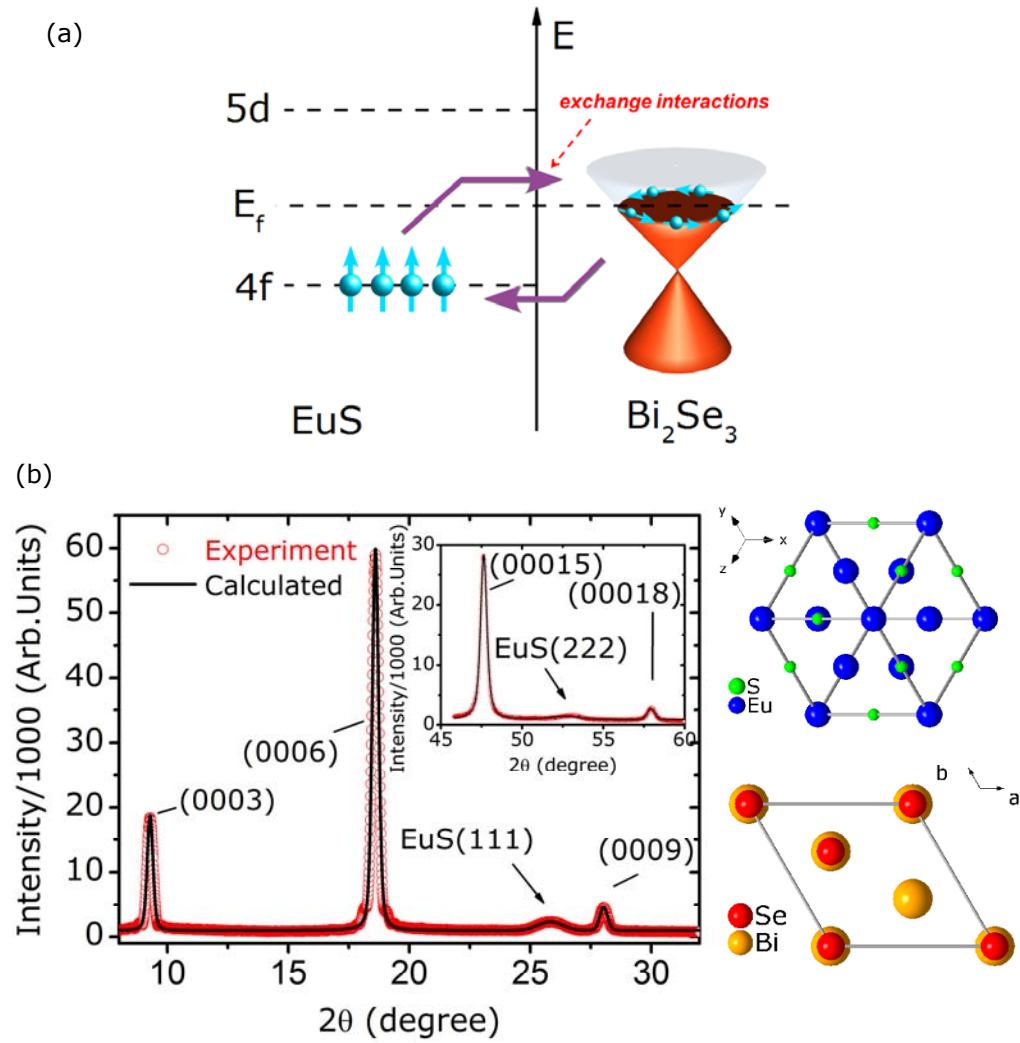 (a)
E
5d
exchange interactions
E_f
4f
EuS
Bi₂Se₃
(b)
Intensity/1000 (Arb.Units)
60
50
40
30
20
10
0
Experiment
Calculated
(0003)
(0006)
EuS(111)
(0009)
10
15
20
25
30
2θ (degree)
Intensity/1000 (Arb.Units)
30
20
10
0
(00015)
(00018)
EuS(222)
45
50
55
60
2θ (degree)
y
x
z
S
Eu
b
a
Se
Bi